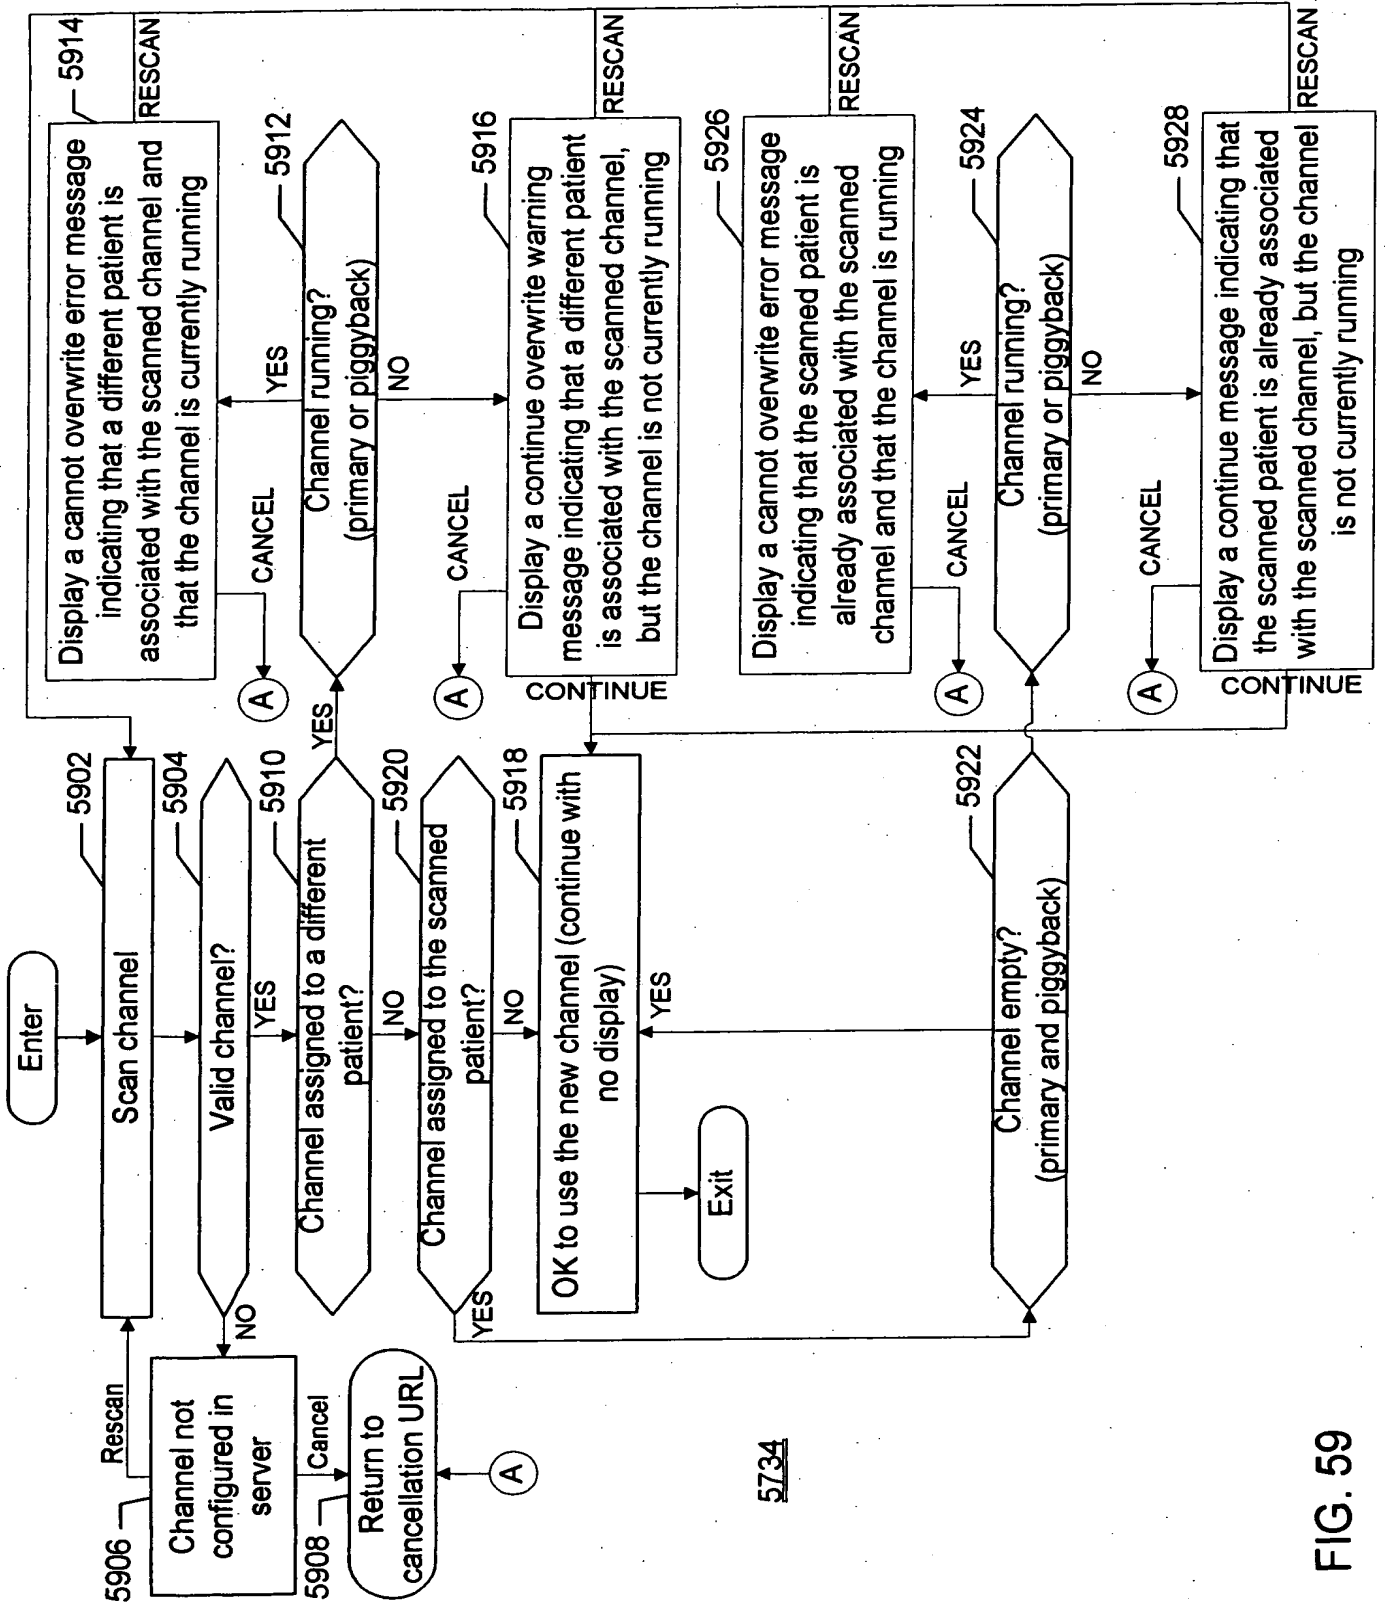 Enter
5902
Scan channel
5904
Valid channel?
YES
NO
Rescan
5906
Channel not
configured in
server
Cancel
5908
Return to
cancellation URL
A
5910
Channel assigned to a different
patient?
YES
NO
5920
Channel assigned to the scanned
patient?
NO
YES
5918
OK to use the new channel (continue with
no display)
YES
Exit
5922
Channel empty?
(primary and piggyback)
5914
Display a cannot overwrite error message
indicating that a different patient is
associated with the scanned channel and
that the channel is currently running
RESCAN
CANCEL
A
YES
5912
Channel running?
(primary or piggyback)
NO
CANCEL
A
5916
Display a continue overwrite warning
message indicating that a different patient
is associated with the scanned channel,
but the channel is not currently running
RESCAN
CONTINUE
5926
Display a cannot overwrite error message
indicating that the scanned patient is
already associated with the scanned
channel and that the channel is running
RESCAN
CANCEL
A
YES
5924
Channel running?
(primary or piggyback)
NO
CANCEL
A
5928
Display a continue message indicating that
the scanned patient is already associated
with the scanned channel, but the channel
is not currently running
RESCAN
CONTINUE
5734
FIG. 59